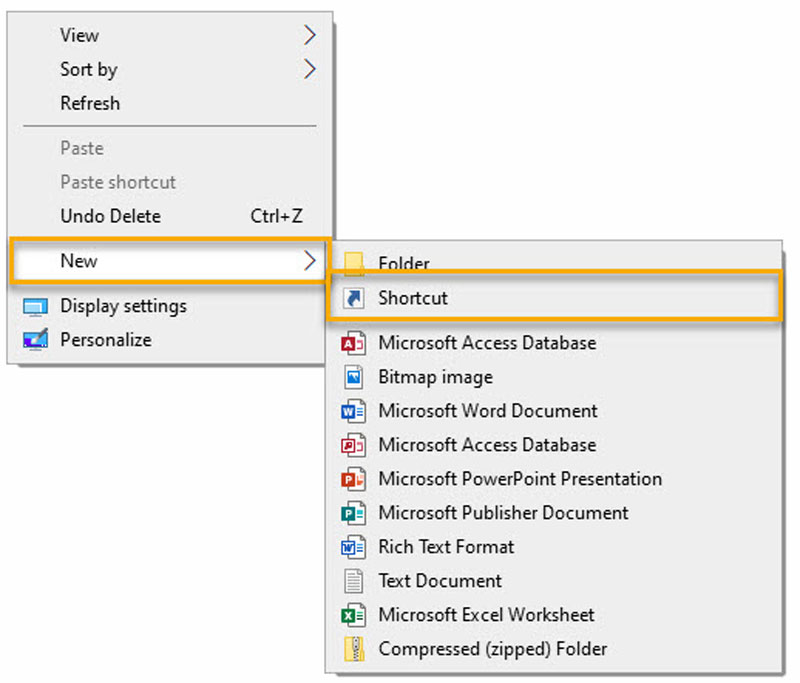 View
Sort by
Refresh
Paste
Paste shortcut
Undo Delete Ctrl+Z
New
Display settings
Personalize
Folder
Shortcut
Microsoft Access Database
Bitmap image
Microsoft Word Document
Microsoft Access Database
Microsoft PowerPoint Presentation
Microsoft Publisher Document
Rich Text Format
Text Document
Microsoft Excel Worksheet
Compressed (zipped) Folder